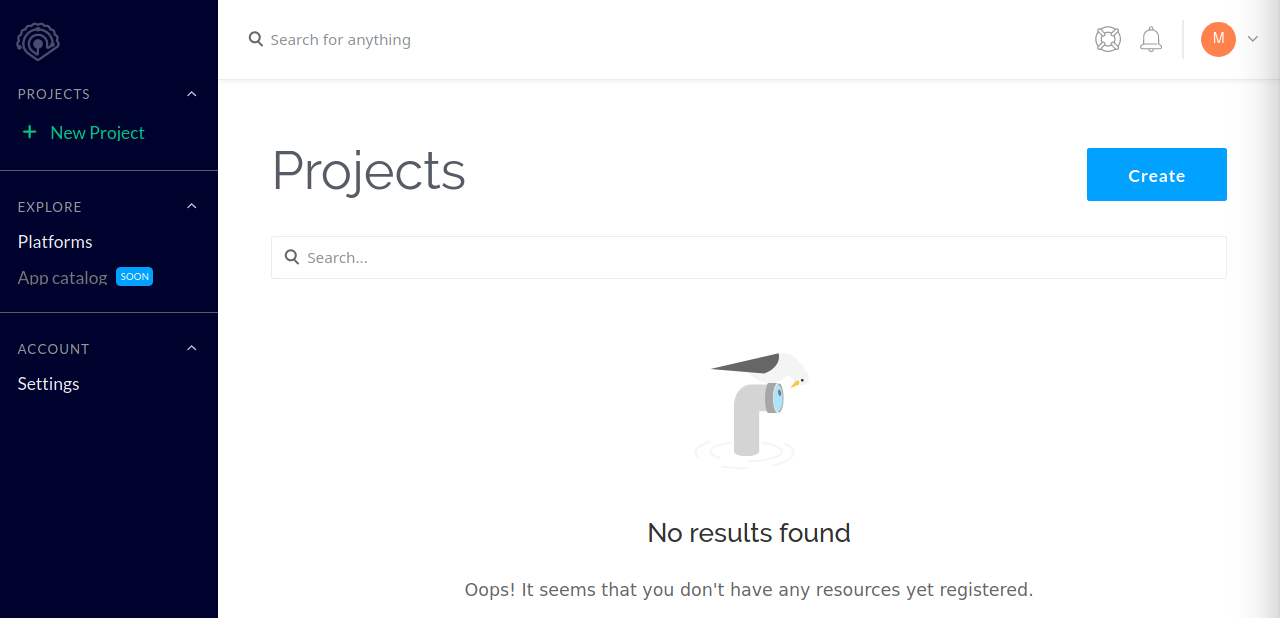 Search for anything
M
PROJECTS
+ New Project
EXPLORE
Platforms
App catalog SOON
ACCOUNT
Settings
Projects
Create
Search...
No results found
Oops! It seems that you don't have any resources yet registered.